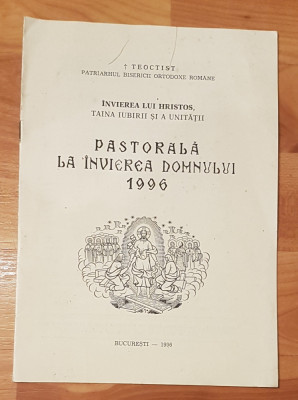 † TEOCTIST
PATRIARHUL BISERICII ORTODOXE ROMÂNE
ÎNVIEREA LUI HRISTOS,
TAINA IUBIRII ȘI A UNITĂȚII
PASTORALĂ
LA ÎNVIEREA DOMNULUI
1996
BUCUREȘTI — 1996